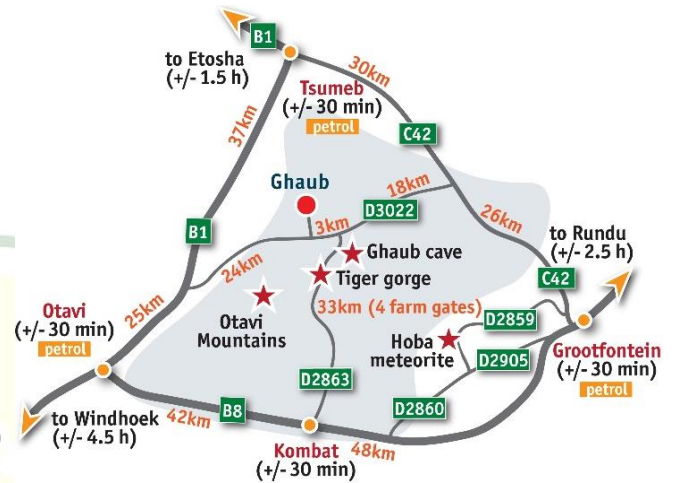 B1
to Etosha
(+/- 1.5 h)
30km
Tsumeb
(+/- 30 min)
petrol
37km
C42
Ghaub
18km
D3022
3km
26km
B1
to Rundu
(+/- 2.5 h)
Ghaub cave
24km
Tiger gorge
C42
25km
33km (4 farm gates)
Otavi
(+/- 30 min)
petrol
Otavi
Mountains
D2859
Hoba
meteorite
D2905
Grootfontein
(+/- 30 min)
petrol
D2863
D2860
to Windhoek
(+/- 4.5 h)
42km
B8
Kombat
(+/- 30 min)
48km